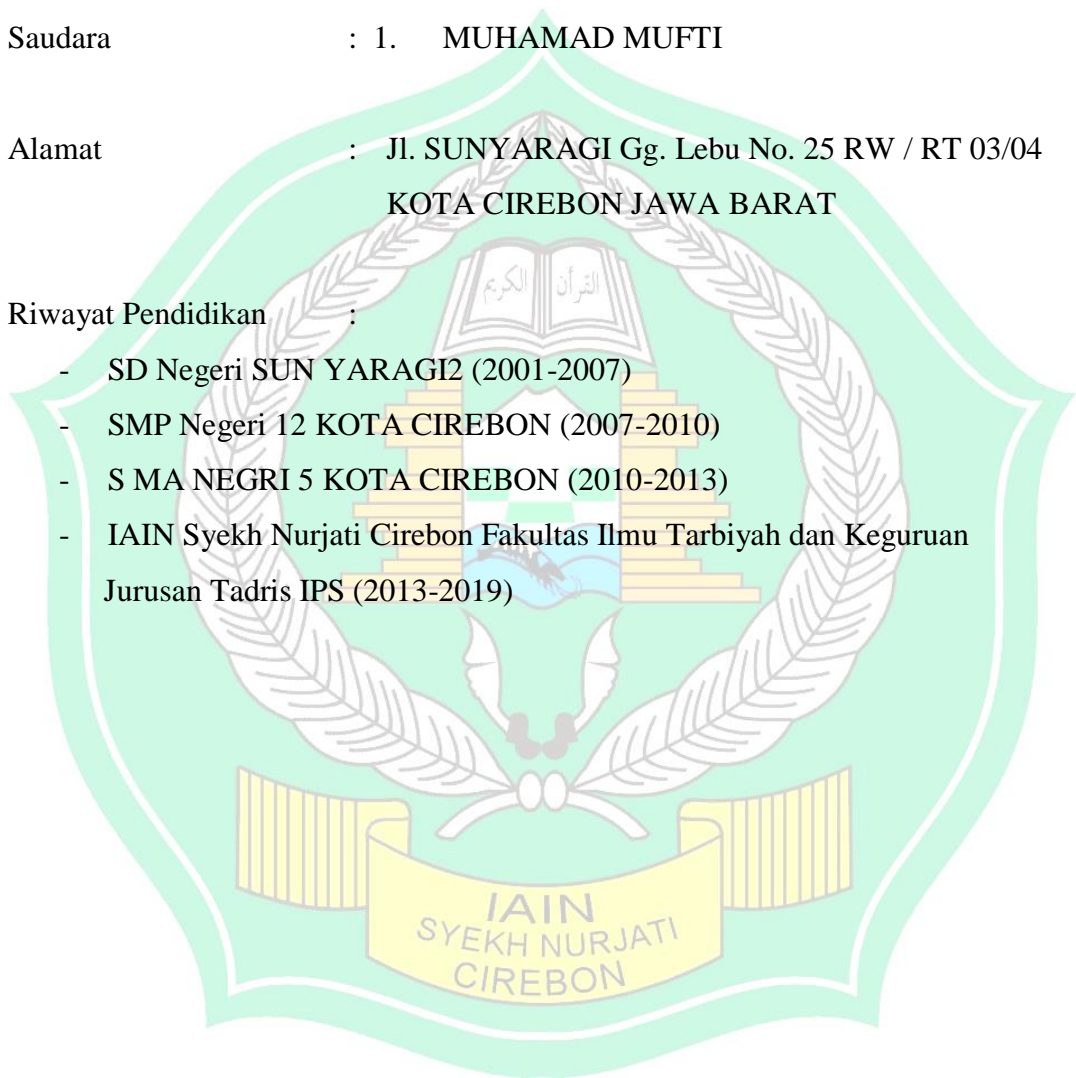 Saudara : 1. MUHAMAD MUFTI
Alamat : Jl. SUNYARAGI Gg. Lebu No. 25 RW / RT 03/04
KOTA CIREBON JAWA BARAT
القرأن الكريم
Riwayat Pendidikan :
- SD Negeri SUN YARAGI2 (2001-2007)
- SMP Negeri 12 KOTA CIREBON (2007-2010)
- S MA NEGRI 5 KOTA CIREBON (2010-2013)
- IAIN Syekh Nurjati Cirebon Fakultas Ilmu Tarbiyah dan Keguruan
Jurusan Tadris IPS (2013-2019)
IAIN
SYEKH NURJATI
CIREBON